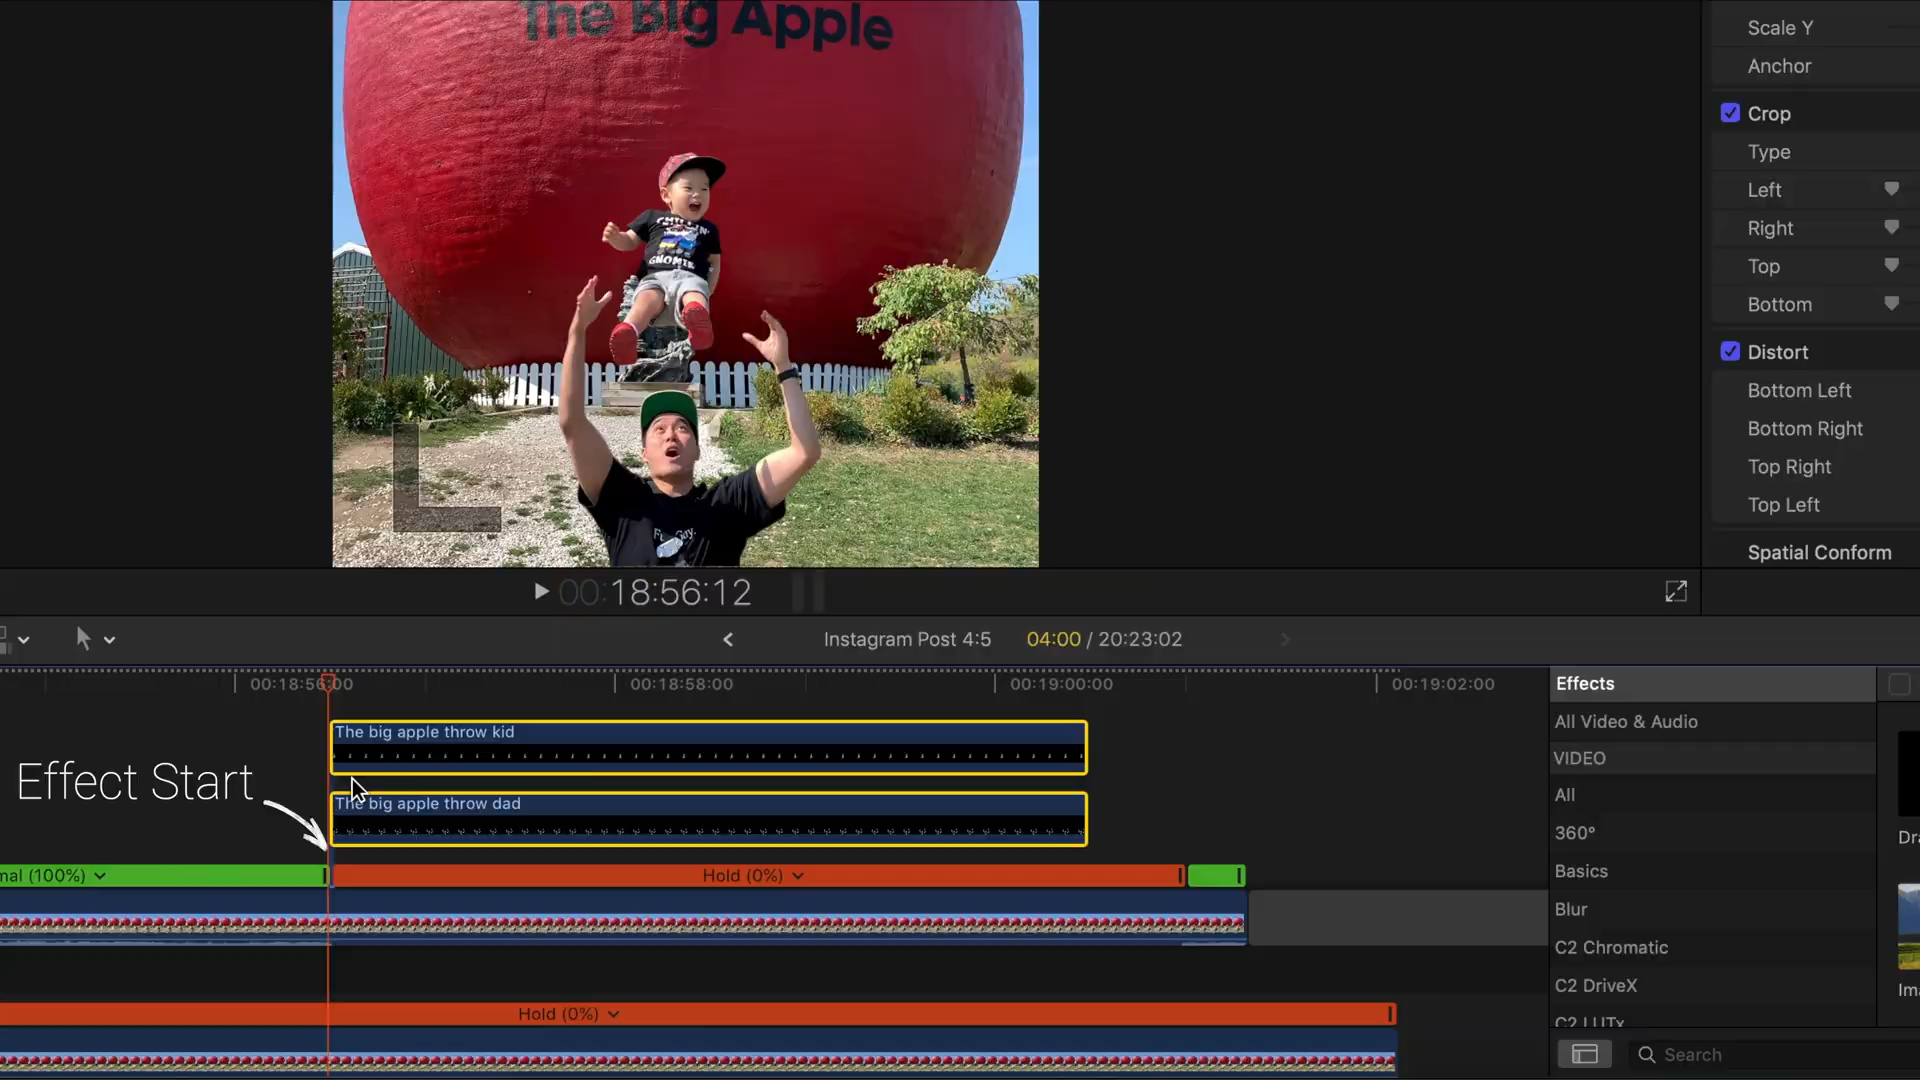 The Big Apple
CHILLIN'
GNOMIE
Scale Y
Anchor
Crop
Type
Left
Right
Top
Bottom
Distort
Bottom Left
Bottom Right
Top Right
Top Left
Spatial Conform
00:18:56:12
Instagram Post 4:5 04:00 / 20:23:02
00:18:56:00 00:18:58:00 00:19:00:00 00:19:02:00
The big apple throw kid
Effect Start
The big apple throw dad
mal (100%) Hold (0%)
Hold (0%)
Effects
All Video & Audio
VIDEO
All
360°
Basics
Blur
C2 Chromatic
C2 DriveX
C2 LUTx
Search